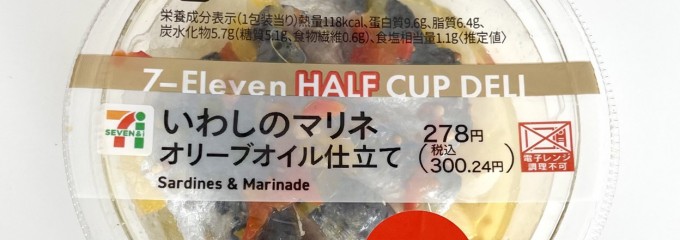 栄養成分表示(1包装当り)熱量118kcal、蛋白質9.6g、脂質6.4g、
炭水化物5.7g(糖質5.1g、食物繊維0.6g)、食塩相当量1.1g〈推定値〉
7-Eleven HALF CUP DELI
7
SEVEN&i
いわしのマリネ
オリーブオイル仕立て
Sardines & Marinade
278円
(税込
300.24円)
電子レンジ
調理不可